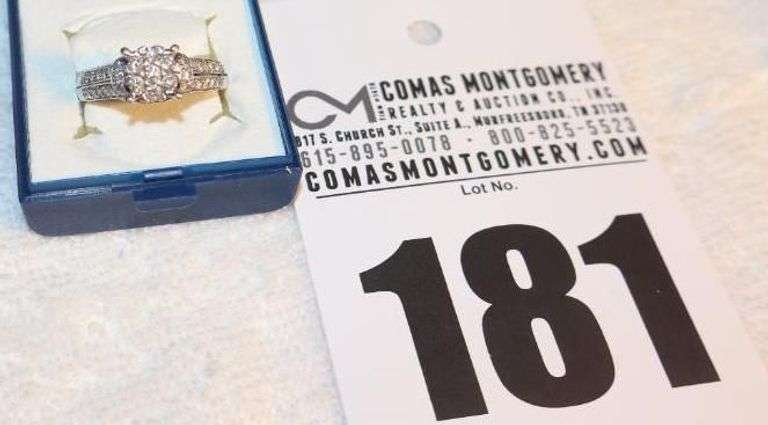 CM
COMAS MONTGOMERY
REALTY & AUCTION CO., INC.
817 S. CHURCH ST., SUITE A., MURFREESBORO, TN 37130
615-895-0078 · 800-825-5523
COMASMONTGOMERY.COM
Lot No.
181